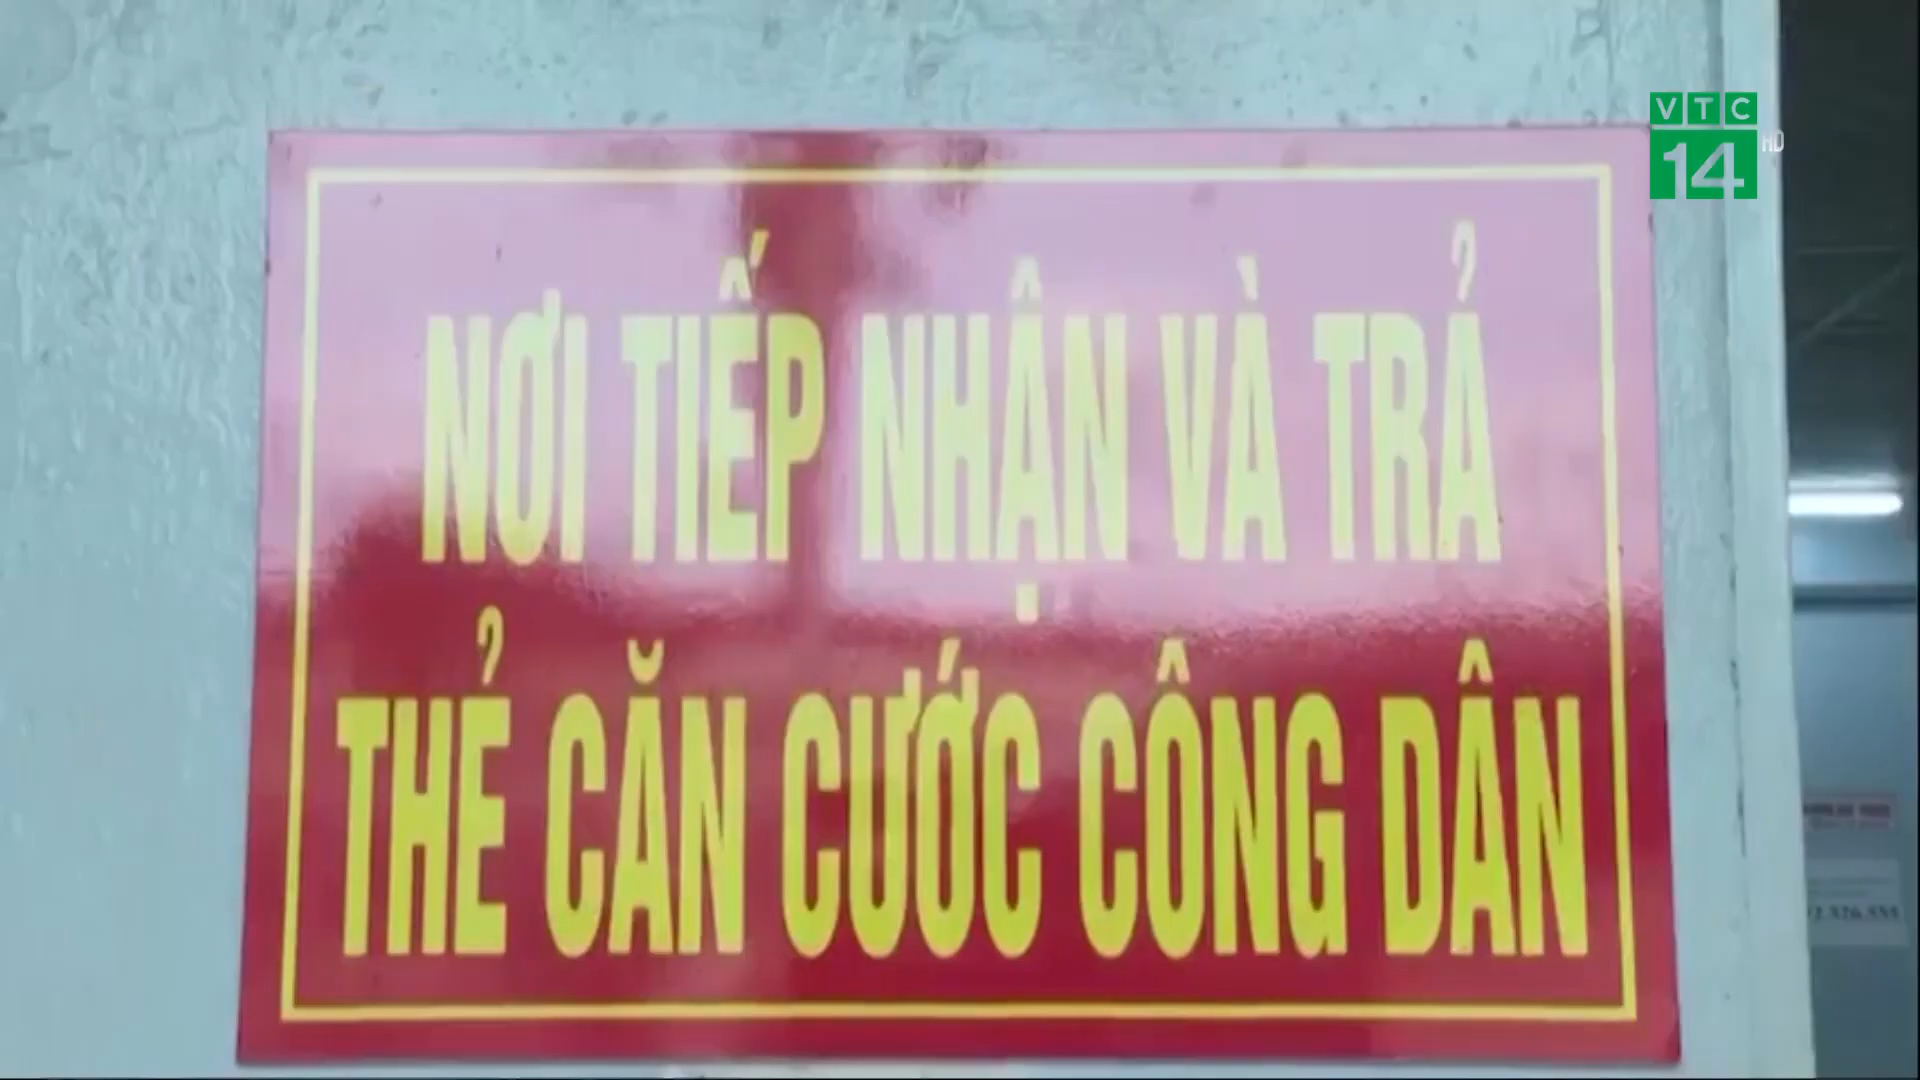 VTC
14 HD
NƠI TIẾP NHẬN VÀ TRẢ
THẺ CĂN CƯỚC CÔNG DÂN